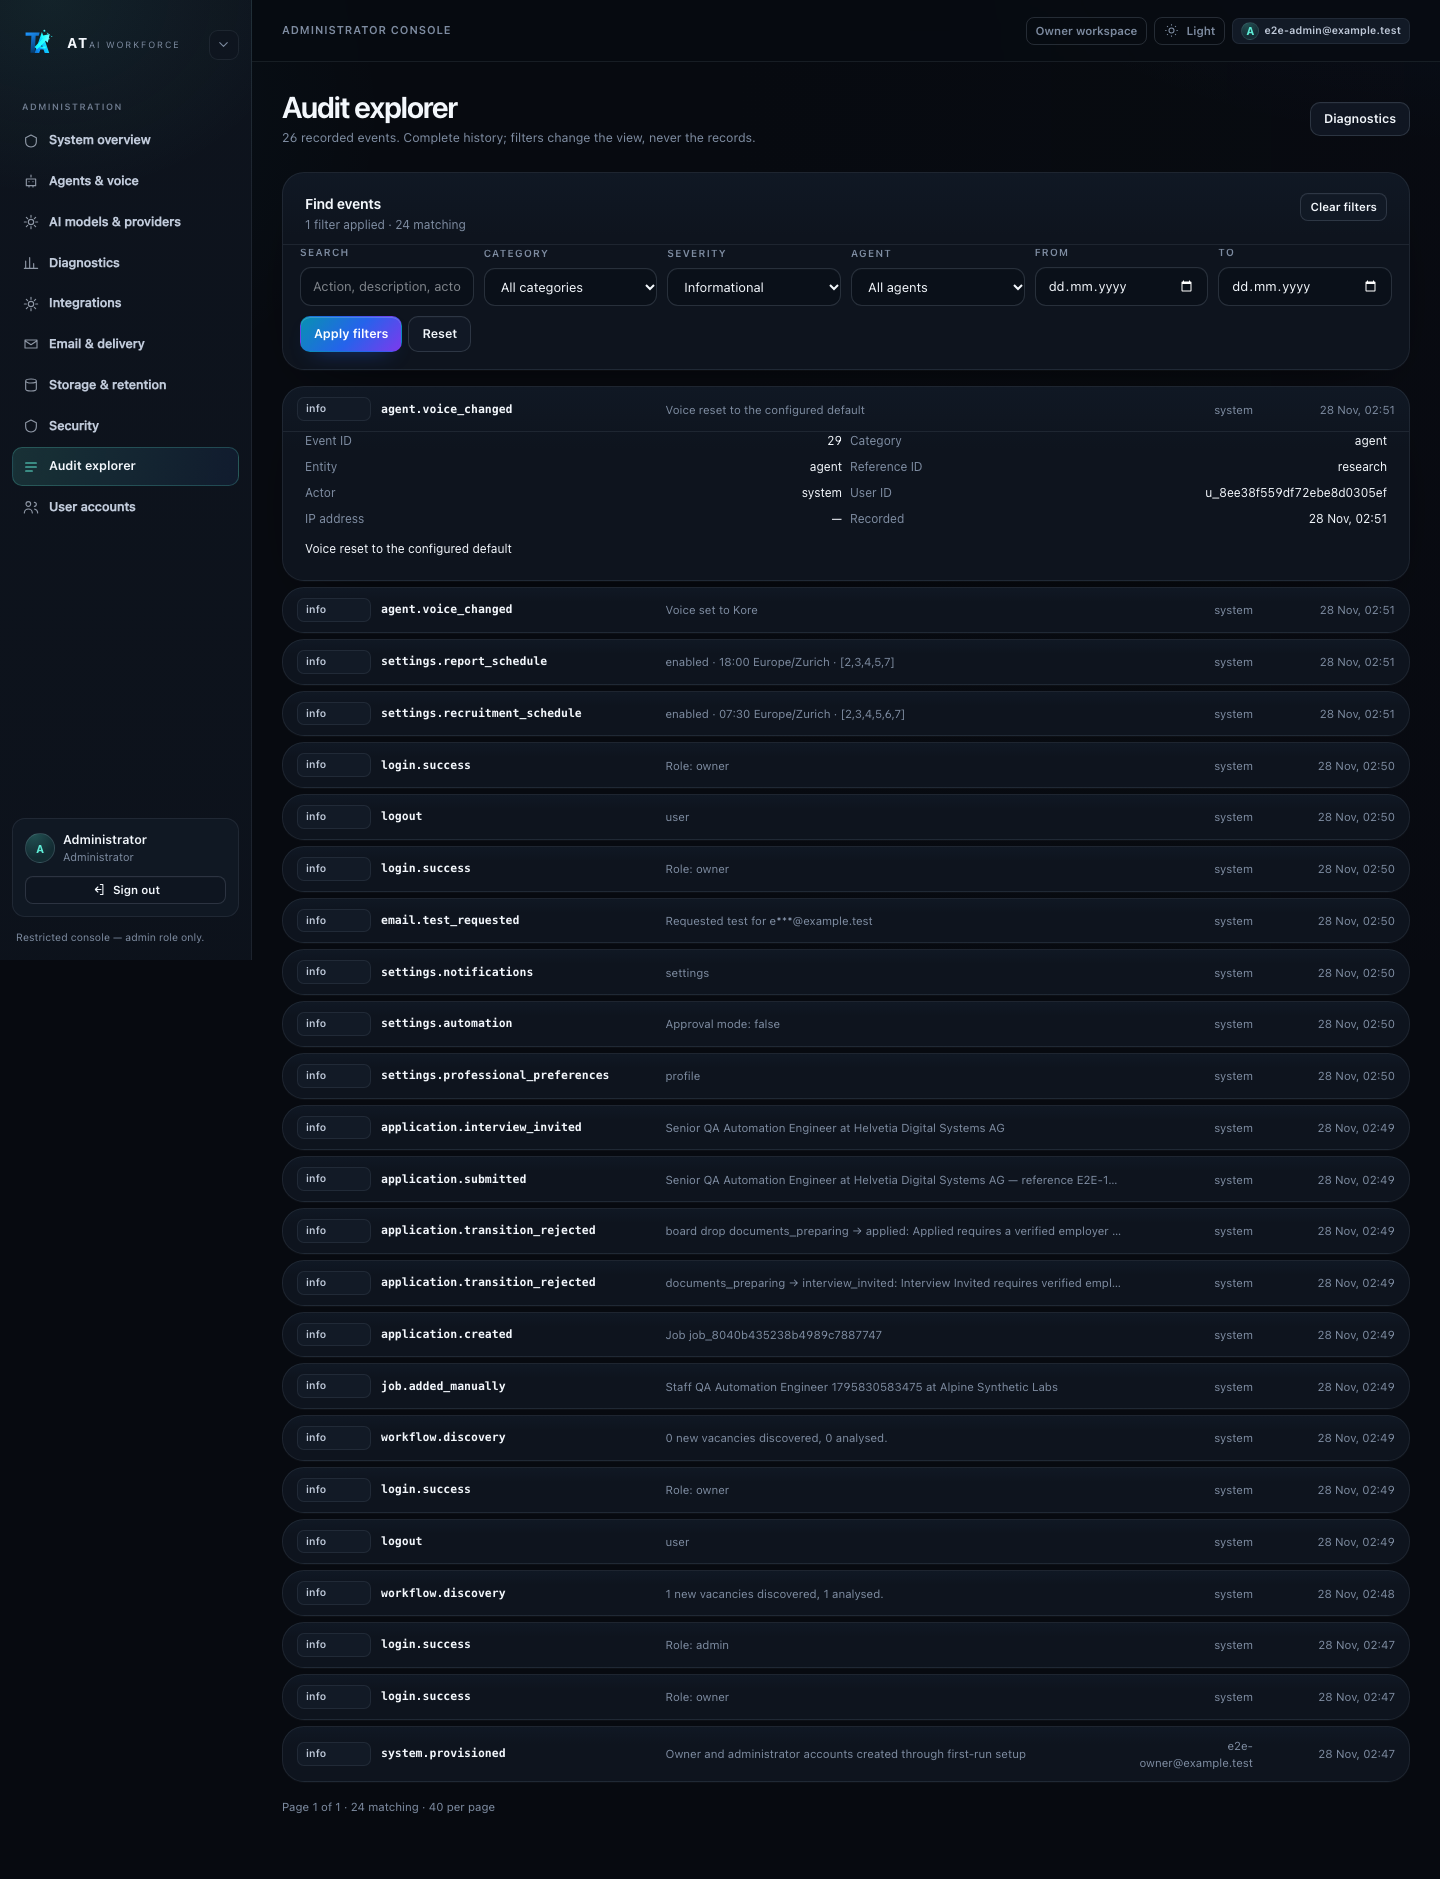 AT AI WORKFORCE
ADMINISTRATION
System overview
Agents & voice
AI models & providers
Diagnostics
Integrations
Email & delivery
Storage & retention
Security
Audit explorer
User accounts
A
Administrator
Administrator
Sign out
Restricted console — admin role only.
ADMINISTRATOR CONSOLE
Owner workspace
Light
A e2e-admin@example.test
Audit explorer
26 recorded events. Complete history; filters change the view, never the records.
Diagnostics
Find events
1 filter applied · 24 matching
Clear filters
SEARCH CATEGORY SEVERITY AGENT FROM TO
Action, description, acto All categories Informational All agents dd.mm.yyyy dd.mm.yyyy
Apply filters Reset
info agent.voice_changed Voice reset to the configured default system 28 Nov, 02:51
Event ID 29 Category agent
Entity agent Reference ID research
Actor system User ID u_8ee38f559df72ebe8d0305ef
IP address — Recorded 28 Nov, 02:51
Voice reset to the configured default
info agent.voice_changed Voice set to Kore system 28 Nov, 02:51
info settings.report_schedule enabled · 18:00 Europe/Zurich · [2,3,4,5,7] system 28 Nov, 02:51
info settings.recruitment_schedule enabled · 07:30 Europe/Zurich · [2,3,4,5,6,7] system 28 Nov, 02:51
info login.success Role: owner system 28 Nov, 02:50
info logout user system 28 Nov, 02:50
info login.success Role: owner system 28 Nov, 02:50
info email.test_requested Requested test for e***@example.test system 28 Nov, 02:50
info settings.notifications settings system 28 Nov, 02:50
info settings.automation Approval mode: false system 28 Nov, 02:50
info settings.professional_preferences profile system 28 Nov, 02:50
info application.interview_invited Senior QA Automation Engineer at Helvetia Digital Systems AG system 28 Nov, 02:49
info application.submitted Senior QA Automation Engineer at Helvetia Digital Systems AG — reference E2E-1... system 28 Nov, 02:49
info application.transition_rejected board drop documents_preparing → applied: Applied requires a verified employer ... system 28 Nov, 02:49
info application.transition_rejected documents_preparing → interview_invited: Interview Invited requires verified empl... system 28 Nov, 02:49
info application.created Job job_8040b435238b4989c7887747 system 28 Nov, 02:49
info job.added_manually Staff QA Automation Engineer 1795830583475 at Alpine Synthetic Labs system 28 Nov, 02:49
info workflow.discovery 0 new vacancies discovered, 0 analysed. system 28 Nov, 02:49
info login.success Role: owner system 28 Nov, 02:49
info logout user system 28 Nov, 02:49
info workflow.discovery 1 new vacancies discovered, 1 analysed. system 28 Nov, 02:48
info login.success Role: admin system 28 Nov, 02:47
info login.success Role: owner system 28 Nov, 02:47
info system.provisioned Owner and administrator accounts created through first-run setup e2e-owner@example.test 28 Nov, 02:47
Page 1 of 1 · 24 matching · 40 per page